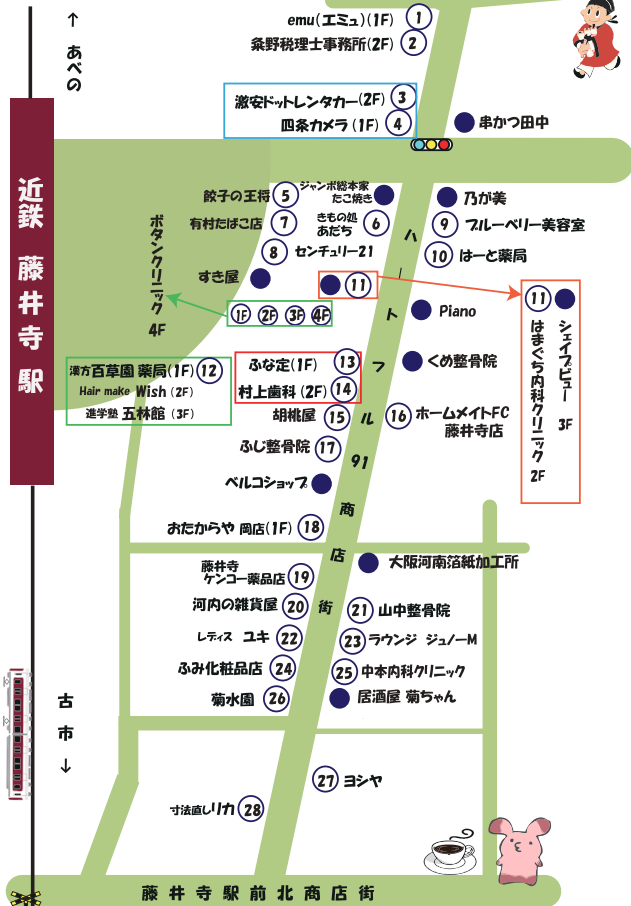 ↑ あべの
近鉄 藤井寺駅
古市↓
emu(エミュ)(1F) 1
粂野税理士事務所(2F) 2
激安ドットレンタカー(2F) 3
四条カメラ(1F) 4
串かつ田中
餃子の王将 5
ジャンボ総本家
たこ焼き
乃が美
有村たばこ店 7
きもの処
あだち 6
9 ブルーベリー美容室
8 センチュリー21
10 はーと薬局
すき屋
11
ボタンクリニック 4F
1F 2F 3F 4F
Piano
11 はまぐち内科クリニック 2F
シェイプビュー 3F
漢方 百草園 薬局(1F) 12
Hair make Wish (2F)
進学塾 五林館 (3F)
ふな定(1F) 13
村上歯科 (2F) 14
くめ整骨院
胡桃屋 15
16 ホームメイトFC
藤井寺店
ふじ整骨院 17
ベルコショップ
おたからや 岡店(1F) 18
ハートフル91商店街
大阪河南箔紙加工所
藤井寺
ケンコー薬品店 19
河内の雑貨屋 20
21 山中整骨院
レディス ユキ 22
23 ラウンジ ジュノーM
ふみ化粧品店 24
25 中本内科クリニック
菊水園 26
居酒屋 菊ちゃん
27 ヨシヤ
寸法直しリカ 28
藤井寺駅前北商店街